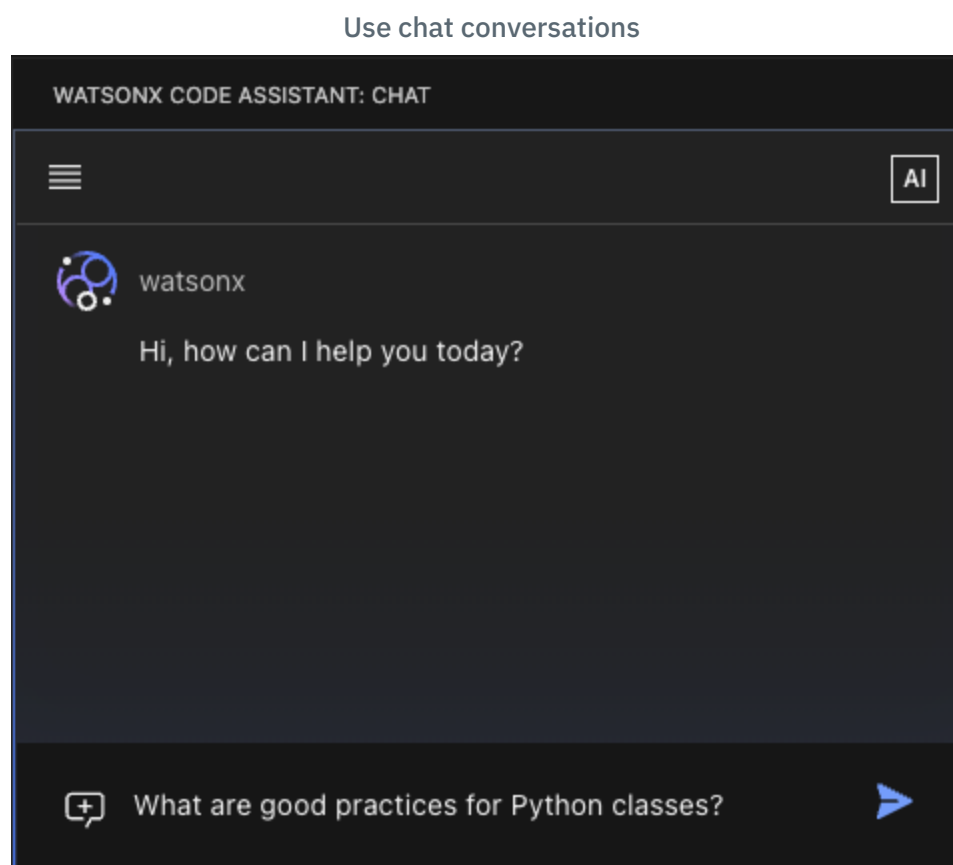 Use chat conversations
WATSONX CODE ASSISTANT: CHAT
AI
watsonx
Hi, how can I help you today?
What are good practices for Python classes?